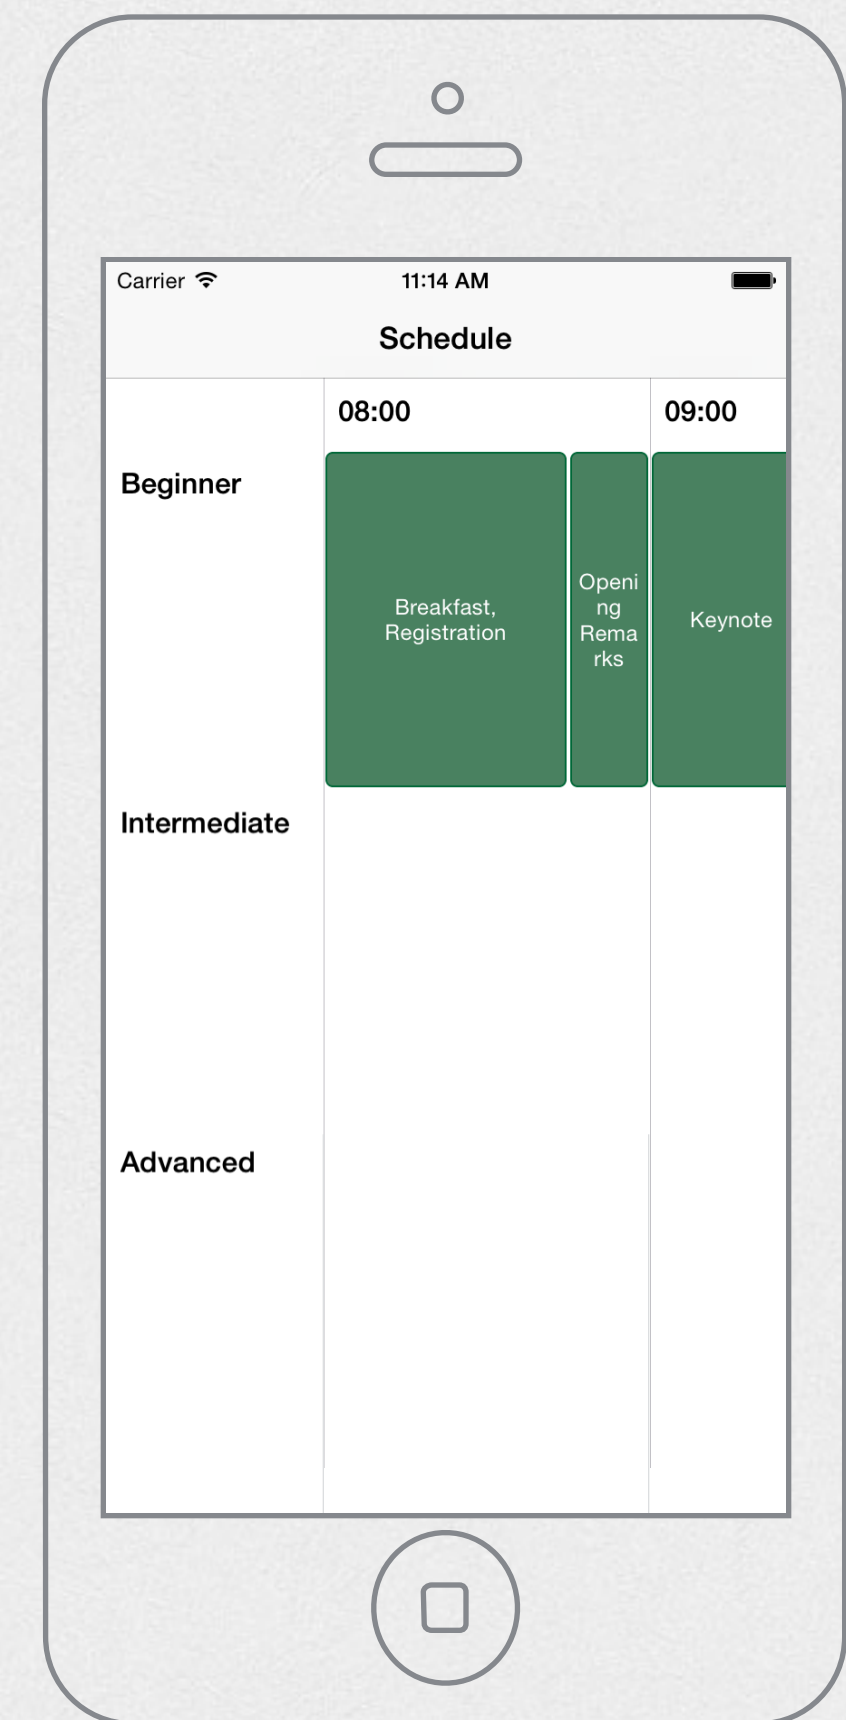 Carrier
11:14 AM
Schedule
08:00
09:00
Beginner
Breakfast,
Registration
Openi
ng
Rema
rks
Keynote
Intermediate
Advanced